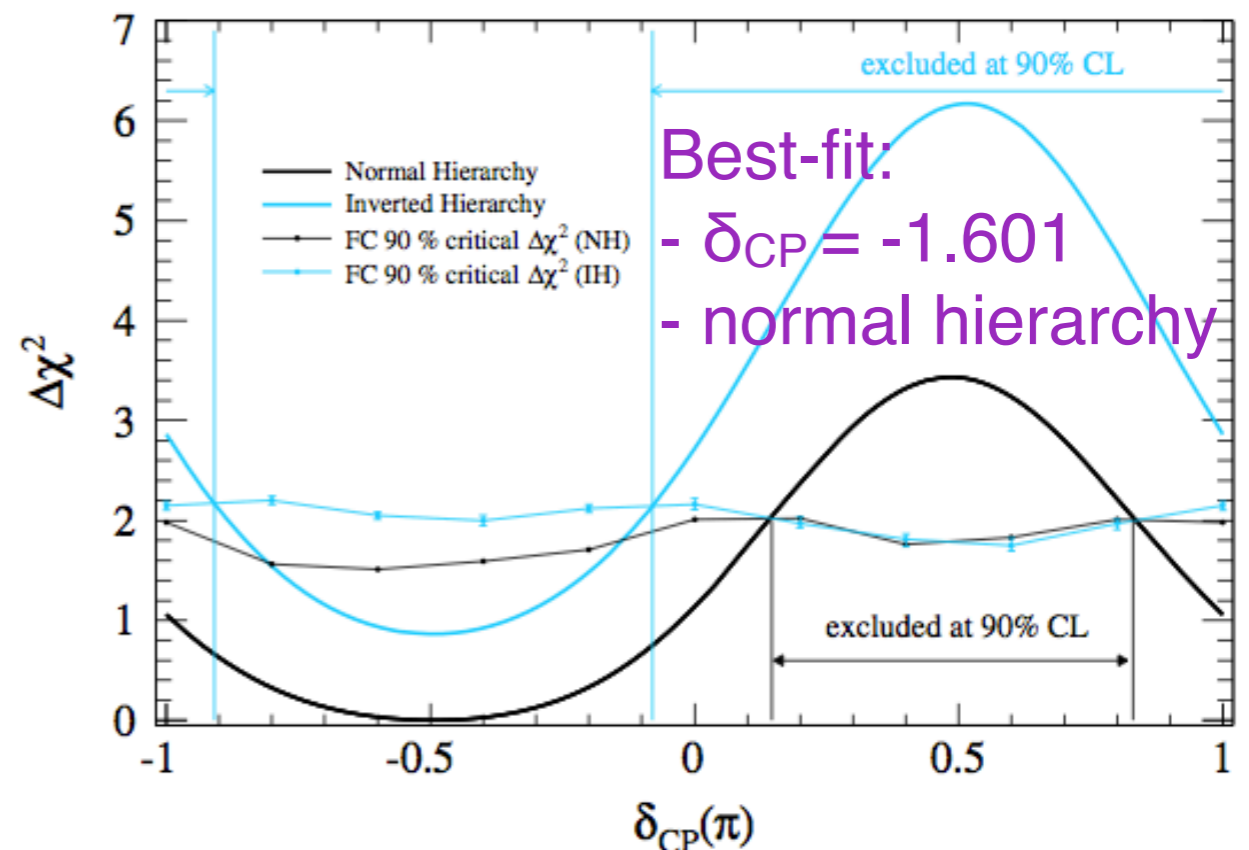 7
6
5
4
3
2
1
0
Δχ²
excluded at 90% CL
Best-fit:
- δCP = -1.601
- normal hierarchy
Normal Hierarchy
Inverted Hierarchy
FC 90 % critical Δχ² (NH)
FC 90 % critical Δχ² (IH)
excluded at 90% CL
-1 -0.5 0 0.5 1
δCP(π)